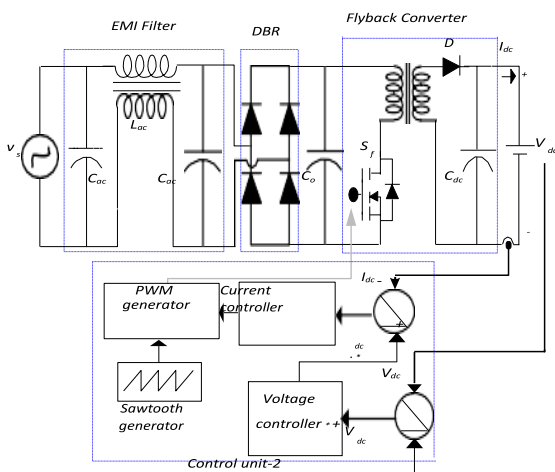 EMI Filter
DBR
Flyback Converter
D
I dc
+
L ac
v s
C ac
C ac
C o
S f
C dc
V dc
-
I dc -
PWM generator
Current controller
+
dc
. *
V dc
Sawtooth generator
Voltage controller
. * +
V dc
Control unit-2